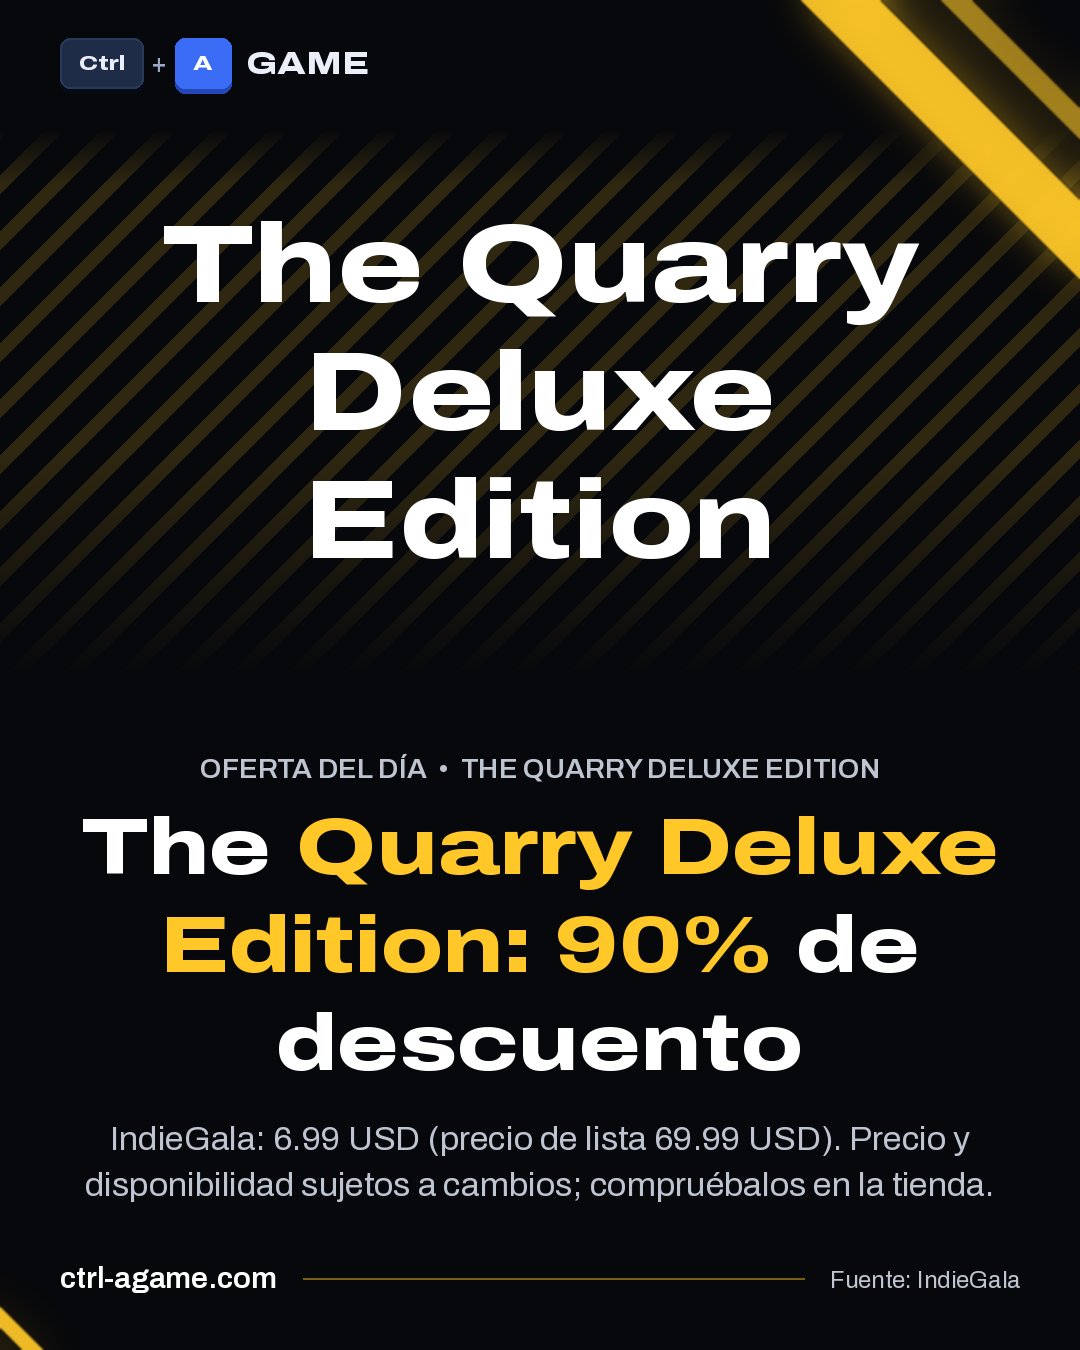 Ctrl + A GAME
The Quarry
Deluxe
Edition
OFERTA DEL DÍA • THE QUARRY DELUXE EDITION
The Quarry Deluxe
Edition: 90% de
descuento
IndieGala: 6.99 USD (precio de lista 69.99 USD). Precio y
disponibilidad sujetos a cambios; compruébalos en la tienda.
ctrl-agame.com
Fuente: IndieGala